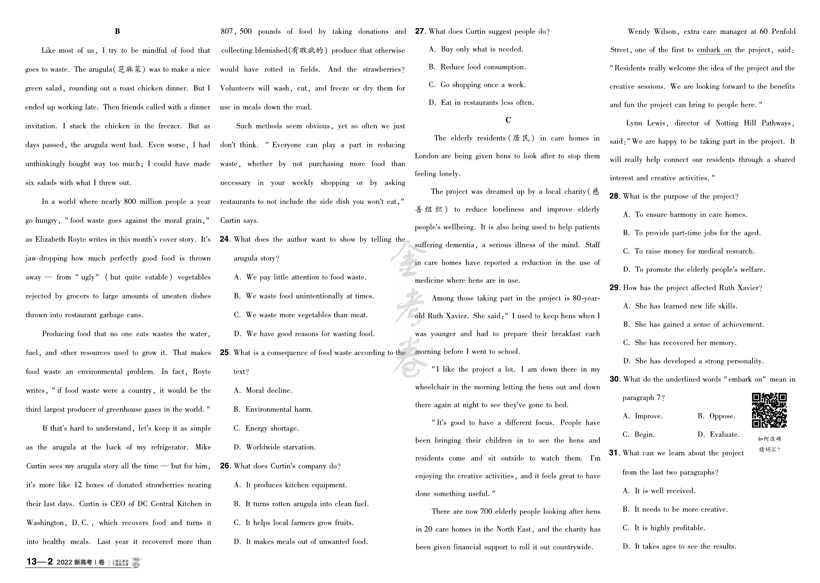 B
Like most of us, I try to be mindful of food that
goes to waste. The arugula(芝麻菜) was to make a nice
green salad, rounding out a roast chicken dinner. But I
ended up working late. Then friends called with a dinner
invitation. I stuck the chicken in the freezer. But as
days passed, the arugula went bad. Even worse, I had
unthinkingly bought way too much; I could have made
six salads with what I threw out.
In a world where nearly 800 million people a year
go hungry, "food waste goes against the moral grain,"
as Elizabeth Royte writes in this month's cover story. It's
jaw-dropping how much perfectly good food is thrown
away — from "ugly" (but quite eatable) vegetables
rejected by grocers to large amounts of uneaten dishes
thrown into restaurant garbage cans.
Producing food that no one eats wastes the water,
fuel, and other resources used to grow it. That makes
food waste an environmental problem. In fact, Royte
writes, "if food waste were a country, it would be the
third largest producer of greenhouse gases in the world."
If that's hard to understand, let's keep it as simple
as the arugula at the back of my refrigerator. Mike
Curtin sees my arugula story all the time — but for him,
it's more like 12 boxes of donated strawberries nearing
their last days. Curtin is CEO of DC Central Kitchen in
Washington, D. C., which recovers food and turns it
into healthy meals. Last year it recovered more than
807, 500 pounds of food by taking donations and
collecting blemished(有瑕疵的) produce that otherwise
would have rotted in fields. And the strawberries?
Volunteers will wash, cut, and freeze or dry them for
use in meals down the road.
Such methods seem obvious, yet so often we just
don't think. "Everyone can play a part in reducing
waste, whether by not purchasing more food than
necessary in your weekly shopping or by asking
restaurants to not include the side dish you won't eat,"
Curtin says.
24. What does the author want to show by telling the
arugula story?
A. We pay little attention to food waste.
B. We waste food unintentionally at times.
C. We waste more vegetables than meat.
D. We have good reasons for wasting food.
25. What is a consequence of food waste according to the
text?
A. Moral decline.
B. Environmental harm.
C. Energy shortage.
D. Worldwide starvation.
26. What does Curtin's company do?
A. It produces kitchen equipment.
B. It turns rotten arugula into clean fuel.
C. It helps local farmers grow fruits.
D. It makes meals out of unwanted food.
27. What does Curtin suggest people do?
A. Buy only what is needed.
B. Reduce food consumption.
C. Go shopping once a week.
D. Eat in restaurants less often.
C
The elderly residents(居民) in care homes in
London are being given hens to look after to stop them
feeling lonely.
The project was dreamed up by a local charity(慈
善组织) to reduce loneliness and improve elderly
people's wellbeing. It is also being used to help patients
suffering dementia, a serious illness of the mind. Staff
in care homes have reported a reduction in the use of
medicine where hens are in use.
Among those taking part in the project is 80-year-
old Ruth Xavier. She said:"I used to keep hens when I
was younger and had to prepare their breakfast each
morning before I went to school.
"I like the project a lot. I am down there in my
wheelchair in the morning letting the hens out and down
there again at night to see they've gone to bed.
"It's good to have a different focus. People have
been bringing their children in to see the hens and
residents come and sit outside to watch them. I'm
enjoying the creative activities, and it feels great to have
done something useful."
There are now 700 elderly people looking after hens
in 20 care homes in the North East, and the charity has
been given financial support to roll it out countrywide.
Wendy Wilson, extra care manager at 60 Penfold
Street, one of the first to embark on the project, said:
"Residents really welcome the idea of the project and the
creative sessions. We are looking forward to the benefits
and fun the project can bring to people here."
Lynn Lewis, director of Notting Hill Pathways,
said:"We are happy to be taking part in the project. It
will really help connect our residents through a shared
interest and creative activities."
28. What is the purpose of the project?
A. To ensure harmony in care homes.
B. To provide part-time jobs for the aged.
C. To raise money for medical research.
D. To promote the elderly people's welfare.
29. How has the project affected Ruth Xavier?
A. She has learned new life skills.
B. She has gained a sense of achievement.
C. She has recovered her memory.
D. She has developed a strong personality.
30. What do the underlined words "embark on" mean in
paragraph 7?
A. Improve. B. Oppose.
C. Begin. D. Evaluate.
如何准确
猜词汇?
31. What can we learn about the project
from the last two paragraphs?
A. It is well received.
B. It needs to be more creative.
C. It is highly profitable.
D. It takes ages to see the results.
金考卷
13—2 2022 新高考Ⅰ卷